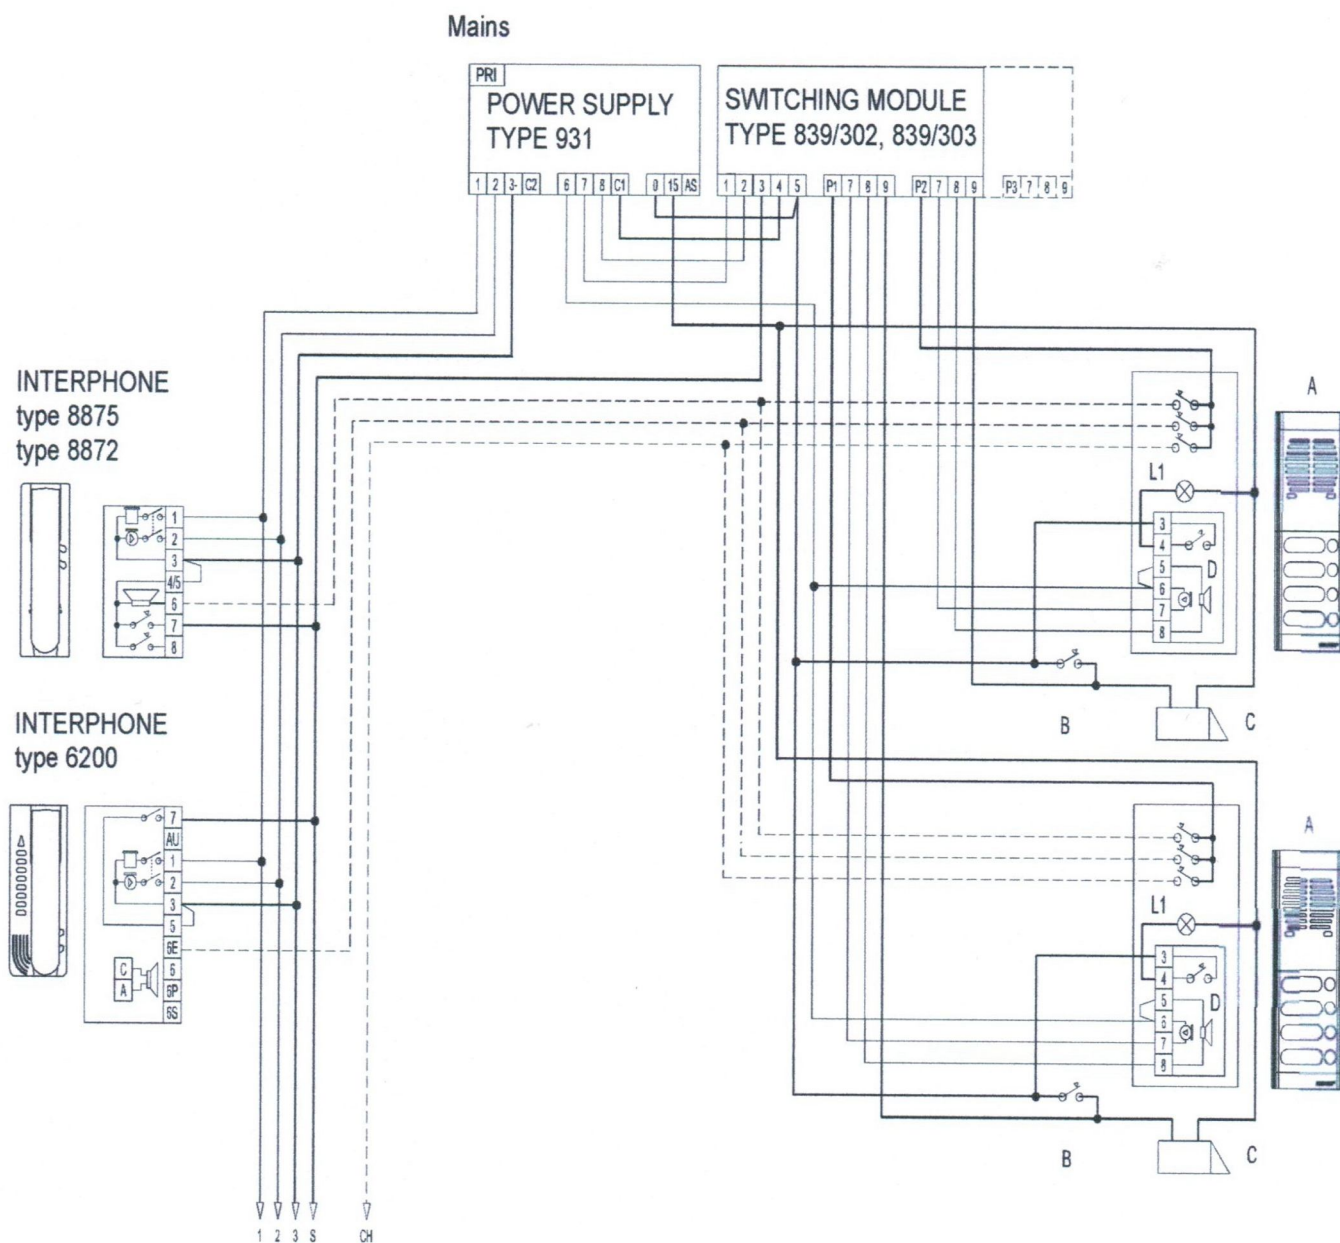 Mains
PRI
POWER SUPPLY
TYPE 931
1 2 3- C2 6 7 8 C1 0 15 AS
SWITCHING MODULE
TYPE 839/302, 839/303
1 2 3 4 5 P1 7 8 9 P2 7 8 9 P3 7 8 9
INTERPHONE
type 8875
type 8872
1
2
3
4/5
6
7
8
INTERPHONE
type 6200
7
AU
1
2
3
5
6E
6
6P
6S
C
A
A
L1
3
4
5
D
6
7
8
B
C
A
L1
3
4
5
D
6
7
8
B
C
1 2 3 S CH